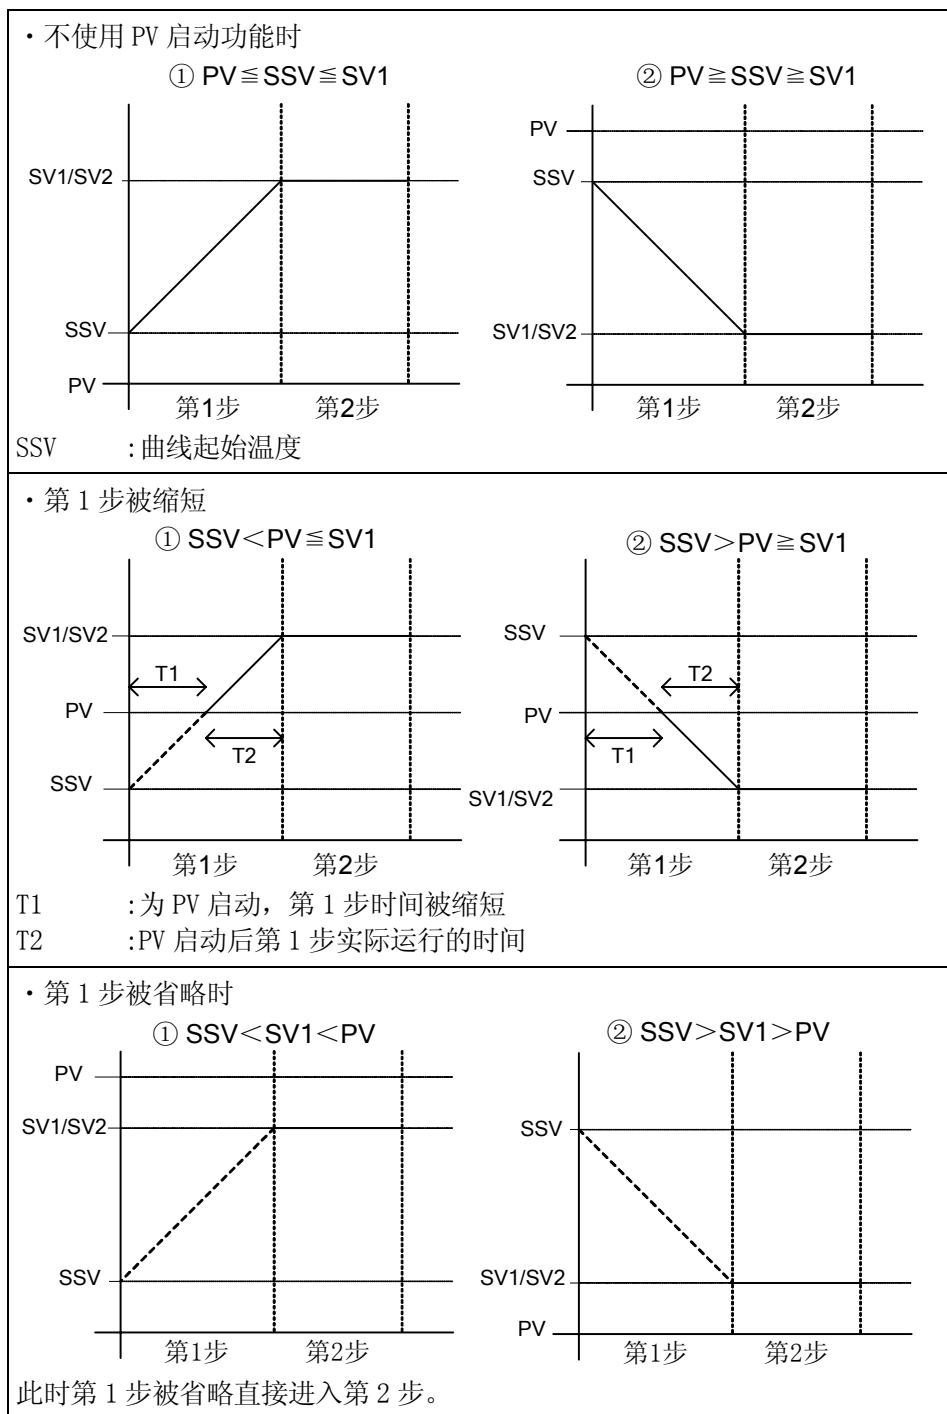 ・不使用 PV 启动功能时
① PV≦SSV≦SV1
② PV≧SSV≧SV1
SV1/SV2
SSV
PV
第1步
第2步
PV
SSV
SV1/SV2
第1步
第2步
SSV :曲线起始温度
・第 1 步被缩短
① SSV＜PV≦SV1
② SSV＞PV≧SV1
SV1/SV2
T1
PV
T2
SSV
第1步
第2步
SSV
T2
PV
T1
SV1/SV2
第1步
第2步
T1 :为 PV 启动，第 1 步时间被缩短
T2 :PV 启动后第 1 步实际运行的时间
・第 1 步被省略时
① SSV＜SV1＜PV
② SSV＞SV1＞PV
PV
SV1/SV2
SSV
第1步
第2步
SSV
SV1/SV2
PV
第1步
第2步
此时第 1 步被省略直接进入第 2 步。